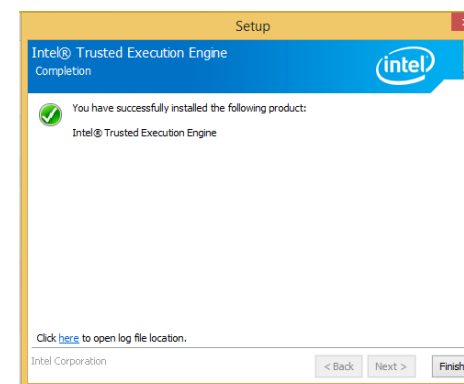 Setup
Intel® Trusted Execution Engine
Completion
intel
You have successfully installed the following product:
Intel® Trusted Execution Engine
Click here to open log file location.
Intel Corporation
< Back
Next >
Finish